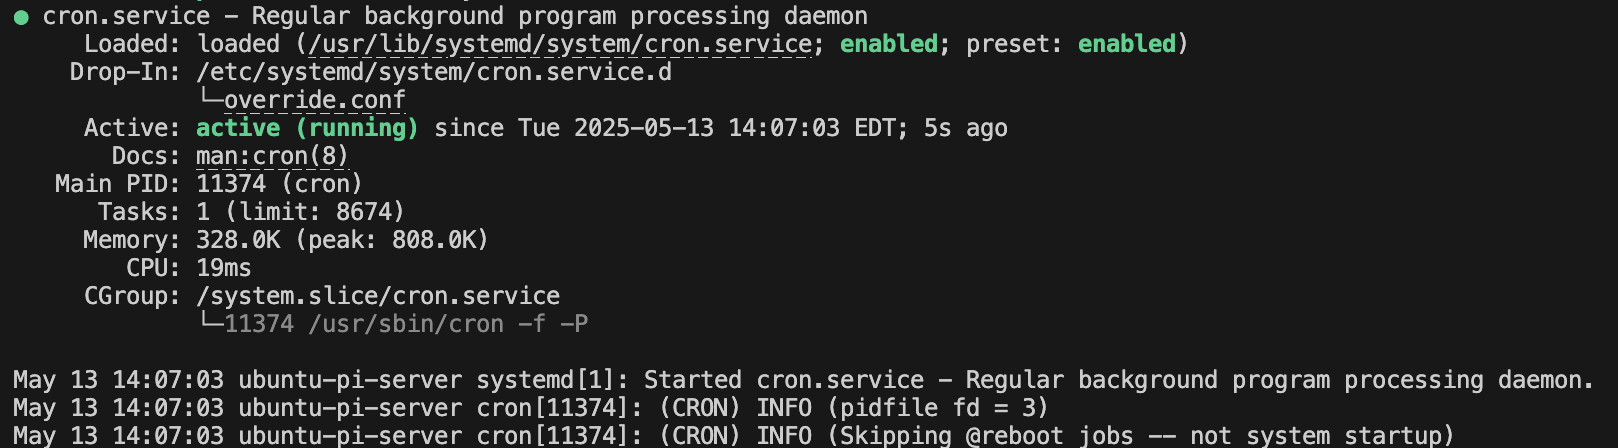 ● cron.service - Regular background program processing daemon
     Loaded: loaded (/usr/lib/systemd/system/cron.service; enabled; preset: enabled)
    Drop-In: /etc/systemd/system/cron.service.d
             └─override.conf
     Active: active (running) since Tue 2025-05-13 14:07:03 EDT; 5s ago
       Docs: man:cron(8)
   Main PID: 11374 (cron)
      Tasks: 1 (limit: 8674)
     Memory: 328.0K (peak: 808.0K)
        CPU: 19ms
     CGroup: /system.slice/cron.service
             └─11374 /usr/sbin/cron -f -P

May 13 14:07:03 ubuntu-pi-server systemd[1]: Started cron.service - Regular background program processing daemon.
May 13 14:07:03 ubuntu-pi-server cron[11374]: (CRON) INFO (pidfile fd = 3)
May 13 14:07:03 ubuntu-pi-server cron[11374]: (CRON) INFO (Skipping @reboot jobs -- not system startup)